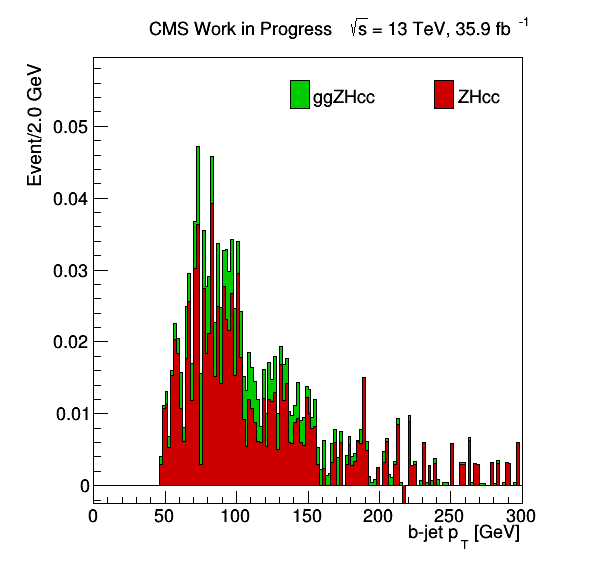 CMS Work in Progress √s = 13 TeV, 35.9 fb -1
Event/2.0 GeV
ggZHcc ZHcc
0.05
0.04
0.03
0.02
0.01
0
0 50 100 150 200 250 300
b-jet p_T [GeV]